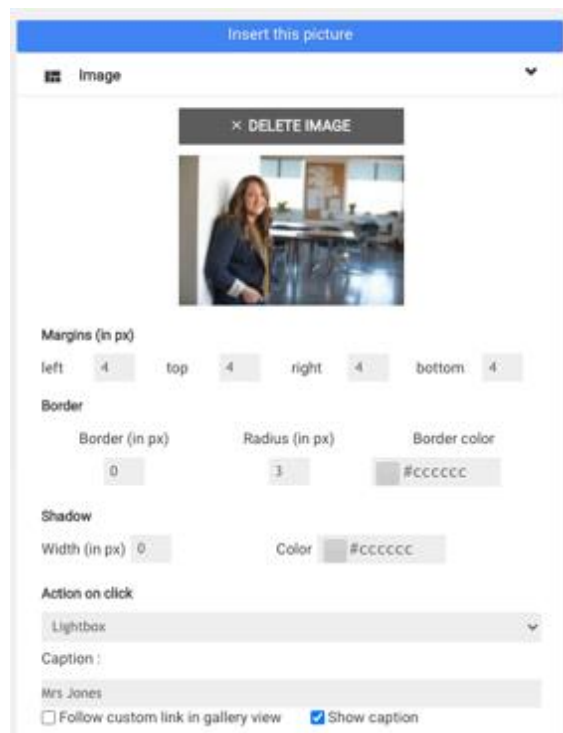 Insert this picture
Image
× DELETE IMAGE
Margins (in px)
left 4 top 4 right 4 bottom 4
Border
Border (in px) Radius (in px) Border color
0 3 #cccccc
Shadow
Width (in px) 0 Color #cccccc
Action on click
Lightbox
Caption :
Mrs Jones
Follow custom link in gallery view Show caption